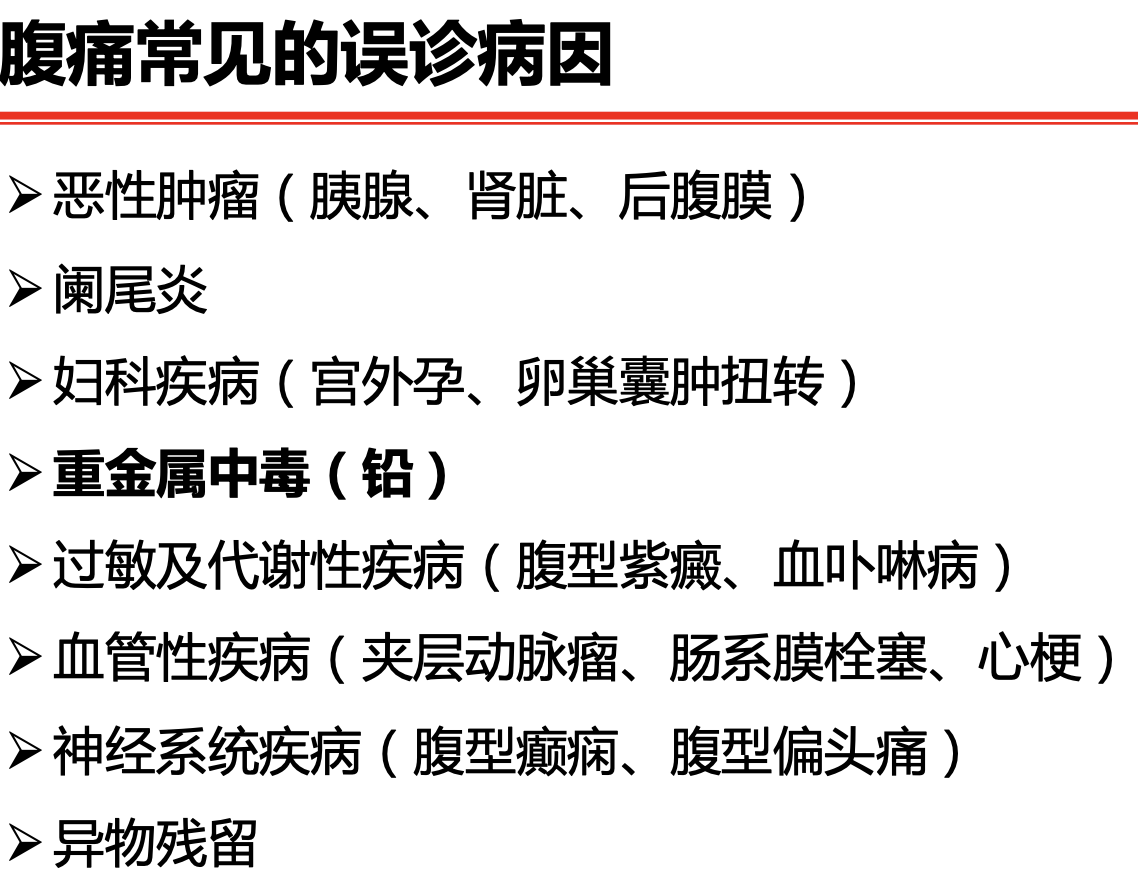 腹痛常见的误诊病因
➢恶性肿瘤（胰腺、肾脏、后腹膜）
➢阑尾炎
➢妇科疾病（宫外孕、卵巢囊肿扭转）
➢重金属中毒（铅）
➢过敏及代谢性疾病（腹型紫癜、血卟啉病）
➢血管性疾病（夹层动脉瘤、肠系膜栓塞、心梗）
➢神经系统疾病（腹型癫痫、腹型偏头痛）
➢异物残留